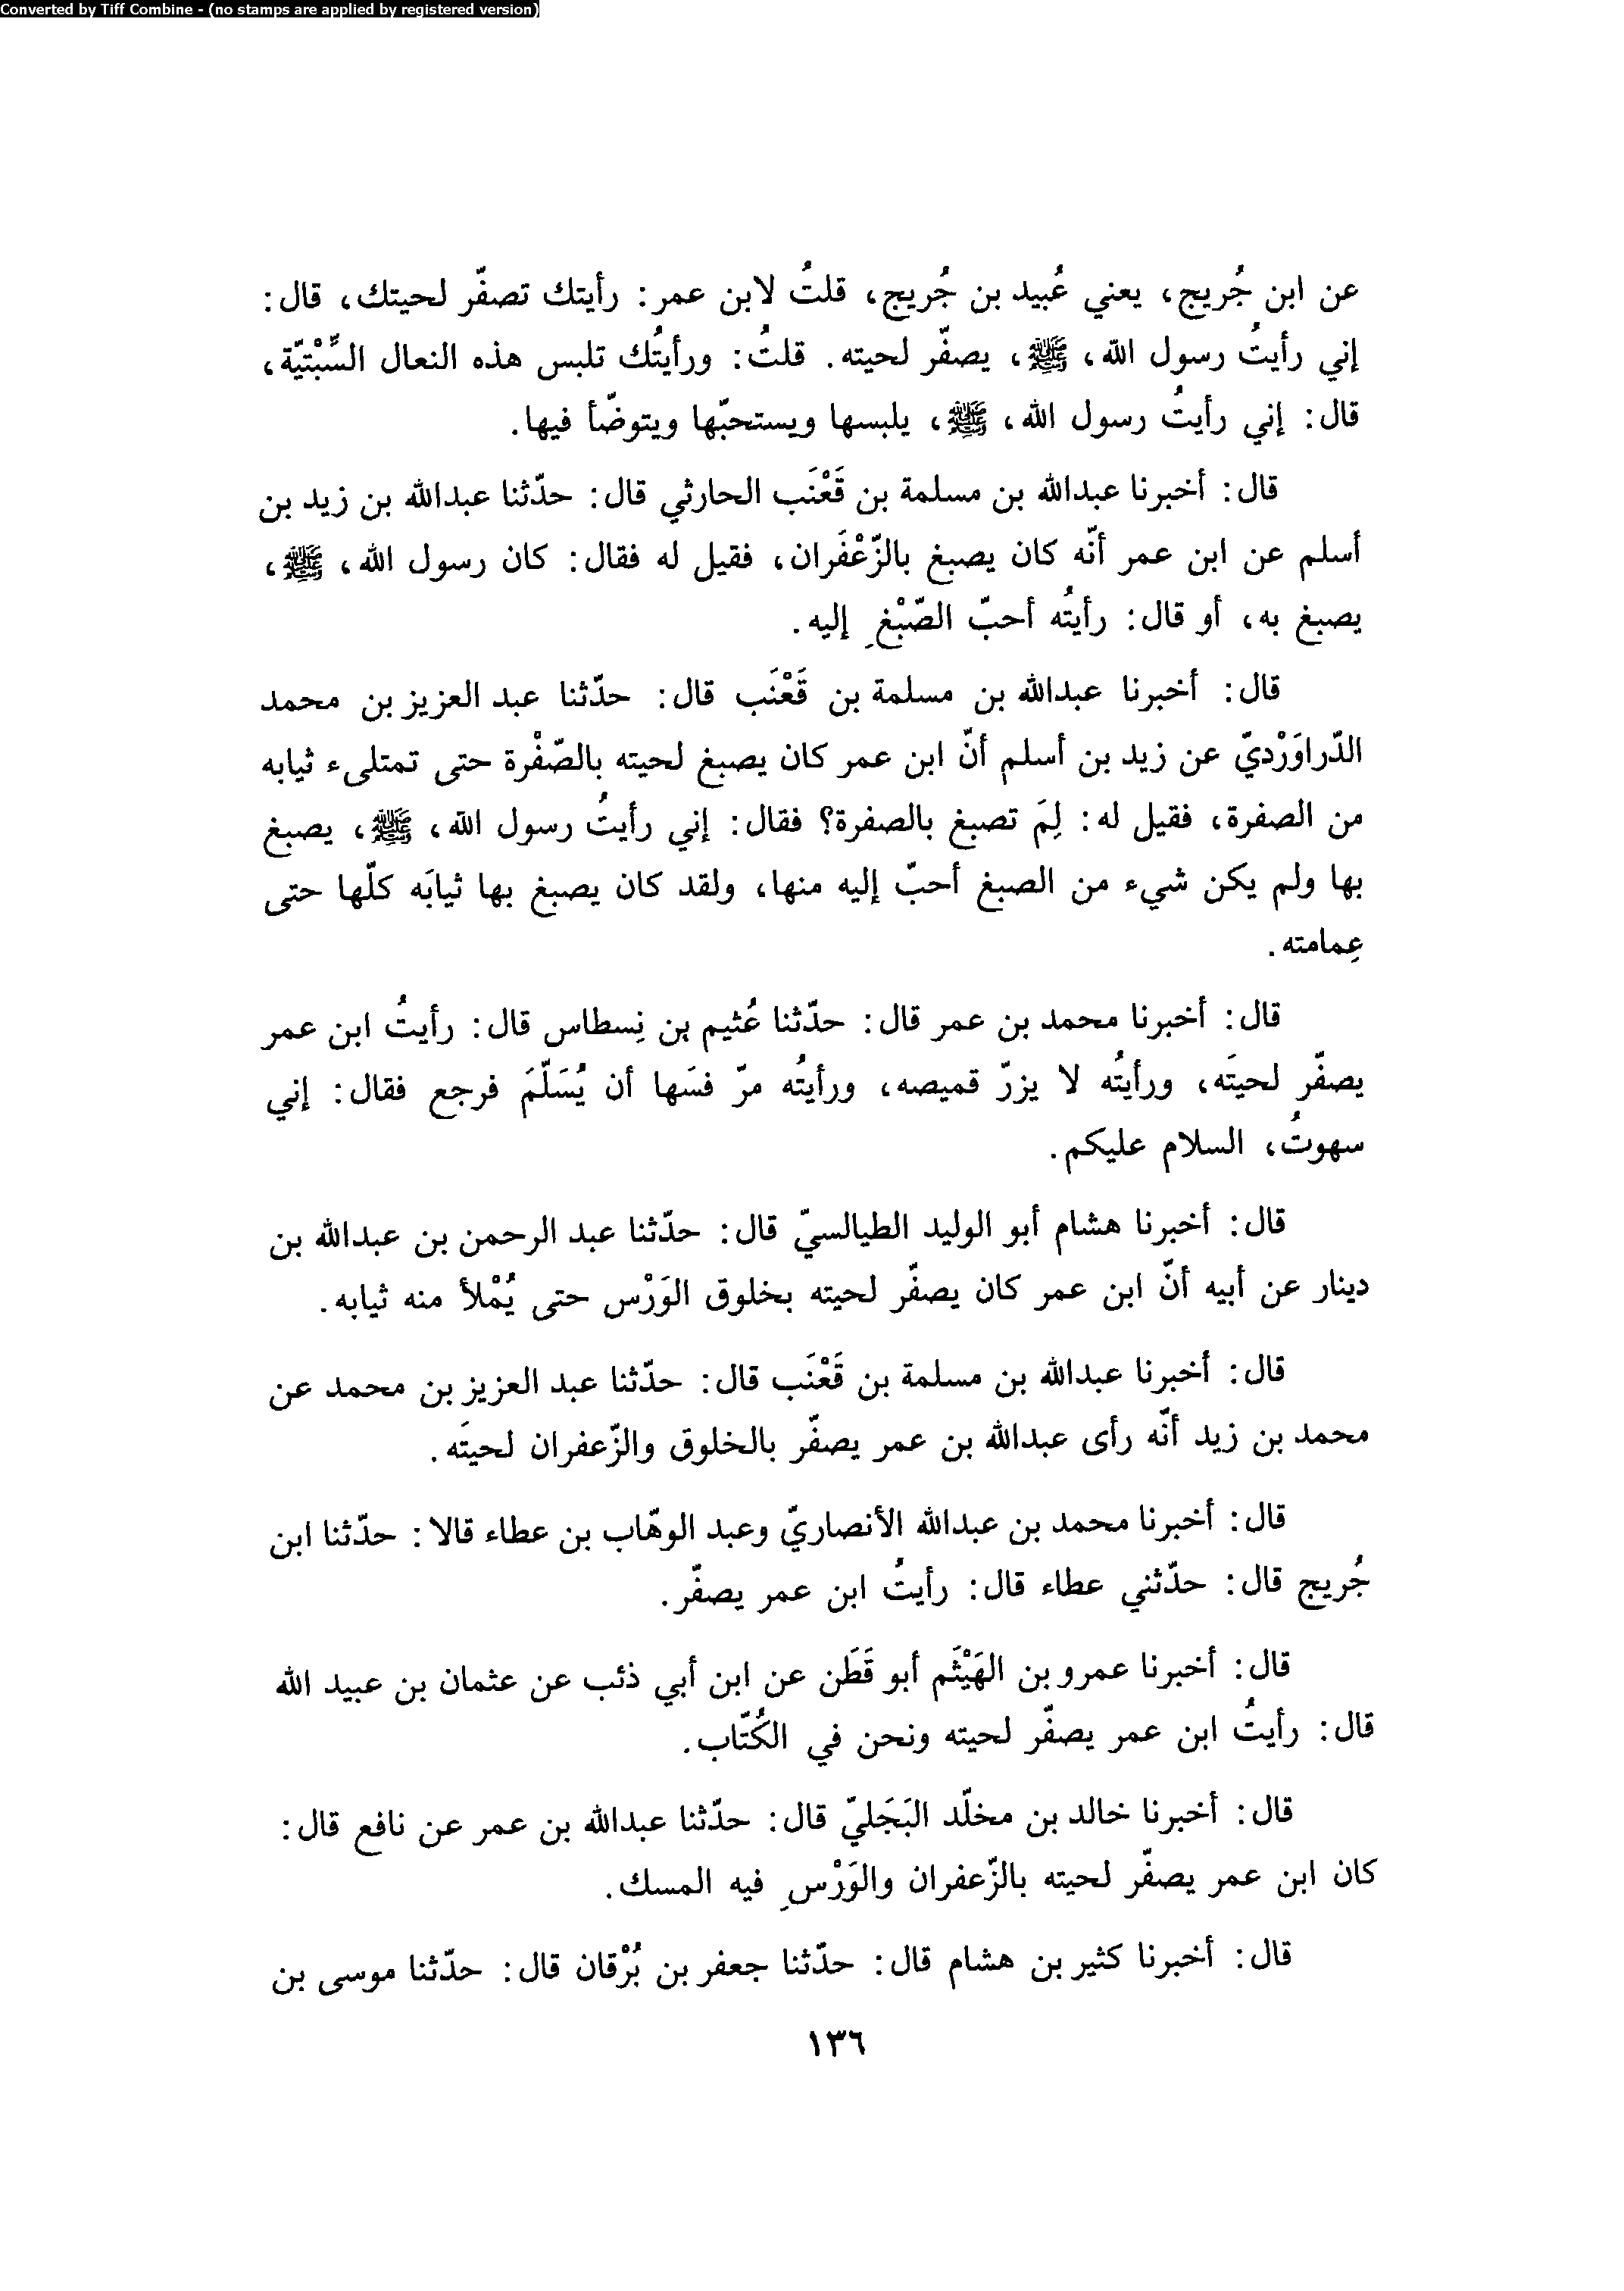 Converted by Tiff Combine - (no stamps are applied by registered version)
عن ابن جُريج، يعني عُبيد بن جُريج، قلتُ لابن عمر: رأيتك تصفّر لحيتك، قال:
إني رأيتُ رسول الله، ﷺ، يصفّر لحيته. قلتُ: ورأيتُك تلبس هذه النعال السِّبْتيّة،
قال: إني رأيتُ رسول الله، ﷺ، يلبسها ويستحبّها ويتوضّأ فيها.
قال: أخبرنا عبدالله بن مسلمة بن قَعْنَب الحارثي قال: حدّثنا عبدالله بن زيد بن
أسلم عن ابن عمر أنّه كان يصبغ بالزّعْفَران، فقيل له فقال: كان رسول الله، ﷺ،
يصبغ به، أو قال: رأيتُه أحبّ الصّبْغِ إليه.
قال: أخبرنا عبدالله بن مسلمة بن قَعْنَب قال: حدّثنا عبد العزيز بن محمد
الدّراوَرْديّ عن زيد بن أسلم أنّ ابن عمر كان يصبغ لحيته بالصّفْرة حتى تمتلىء ثيابه
من الصفرة، فقيل له: لِمَ تصبغ بالصفرة؟ فقال: إني رأيتُ رسول الله، ﷺ، يصبغ
بها ولم يكن شيء من الصبغ أحبّ إليه منها، ولقد كان يصبغ بها ثيابَه كلّها حتى
عِمامته.
قال: أخبرنا محمد بن عمر قال: حدّثنا عُثيم بن نِسطاس قال: رأيتُ ابن عمر
يصفّر لحيتَه، ورأيتُه لا يزرّ قميصه، ورأيتُه مرّ فسَها أن يُسَلّمَ فرجع فقال: إني
سهوتُ، السلام عليكم.
قال: أخبرنا هشام أبو الوليد الطيالسيّ قال: حدّثنا عبد الرحمن بن عبدالله بن
دينار عن أبيه أنّ ابن عمر كان يصفّر لحيته بخلوق الوَرْس حتى يُمْلأ منه ثيابه.
قال: أخبرنا عبدالله بن مسلمة بن قَعْنَب قال: حدّثنا عبد العزيز بن محمد عن
محمد بن زيد أنّه رأى عبدالله بن عمر يصفّر بالخلوق والزّعفران لحيتَه.
قال: أخبرنا محمد بن عبدالله الأنصاريّ وعبد الوهّاب بن عطاء قالا: حدّثنا ابن
جُريج قال: حدّثني عطاء قال: رأيتُ ابن عمر يصفّر.
قال: أخبرنا عمرو بن الهَيْثَم أبو قَطَن عن ابن أبي ذئب عن عثمان بن عبيد الله
قال: رأيتُ ابن عمر يصفّر لحيته ونحن في الكُتّاب.
قال: أخبرنا خالد بن مخلّد البَجَليّ قال: حدّثنا عبدالله بن عمر عن نافع قال:
كان ابن عمر يصفّر لحيته بالزّعفران والوَرْسِ فيه المسك.
قال: أخبرنا كثير بن هشام قال: حدّثنا جعفر بن بُرْقان قال: حدّثنا موسى بن
١٣٦